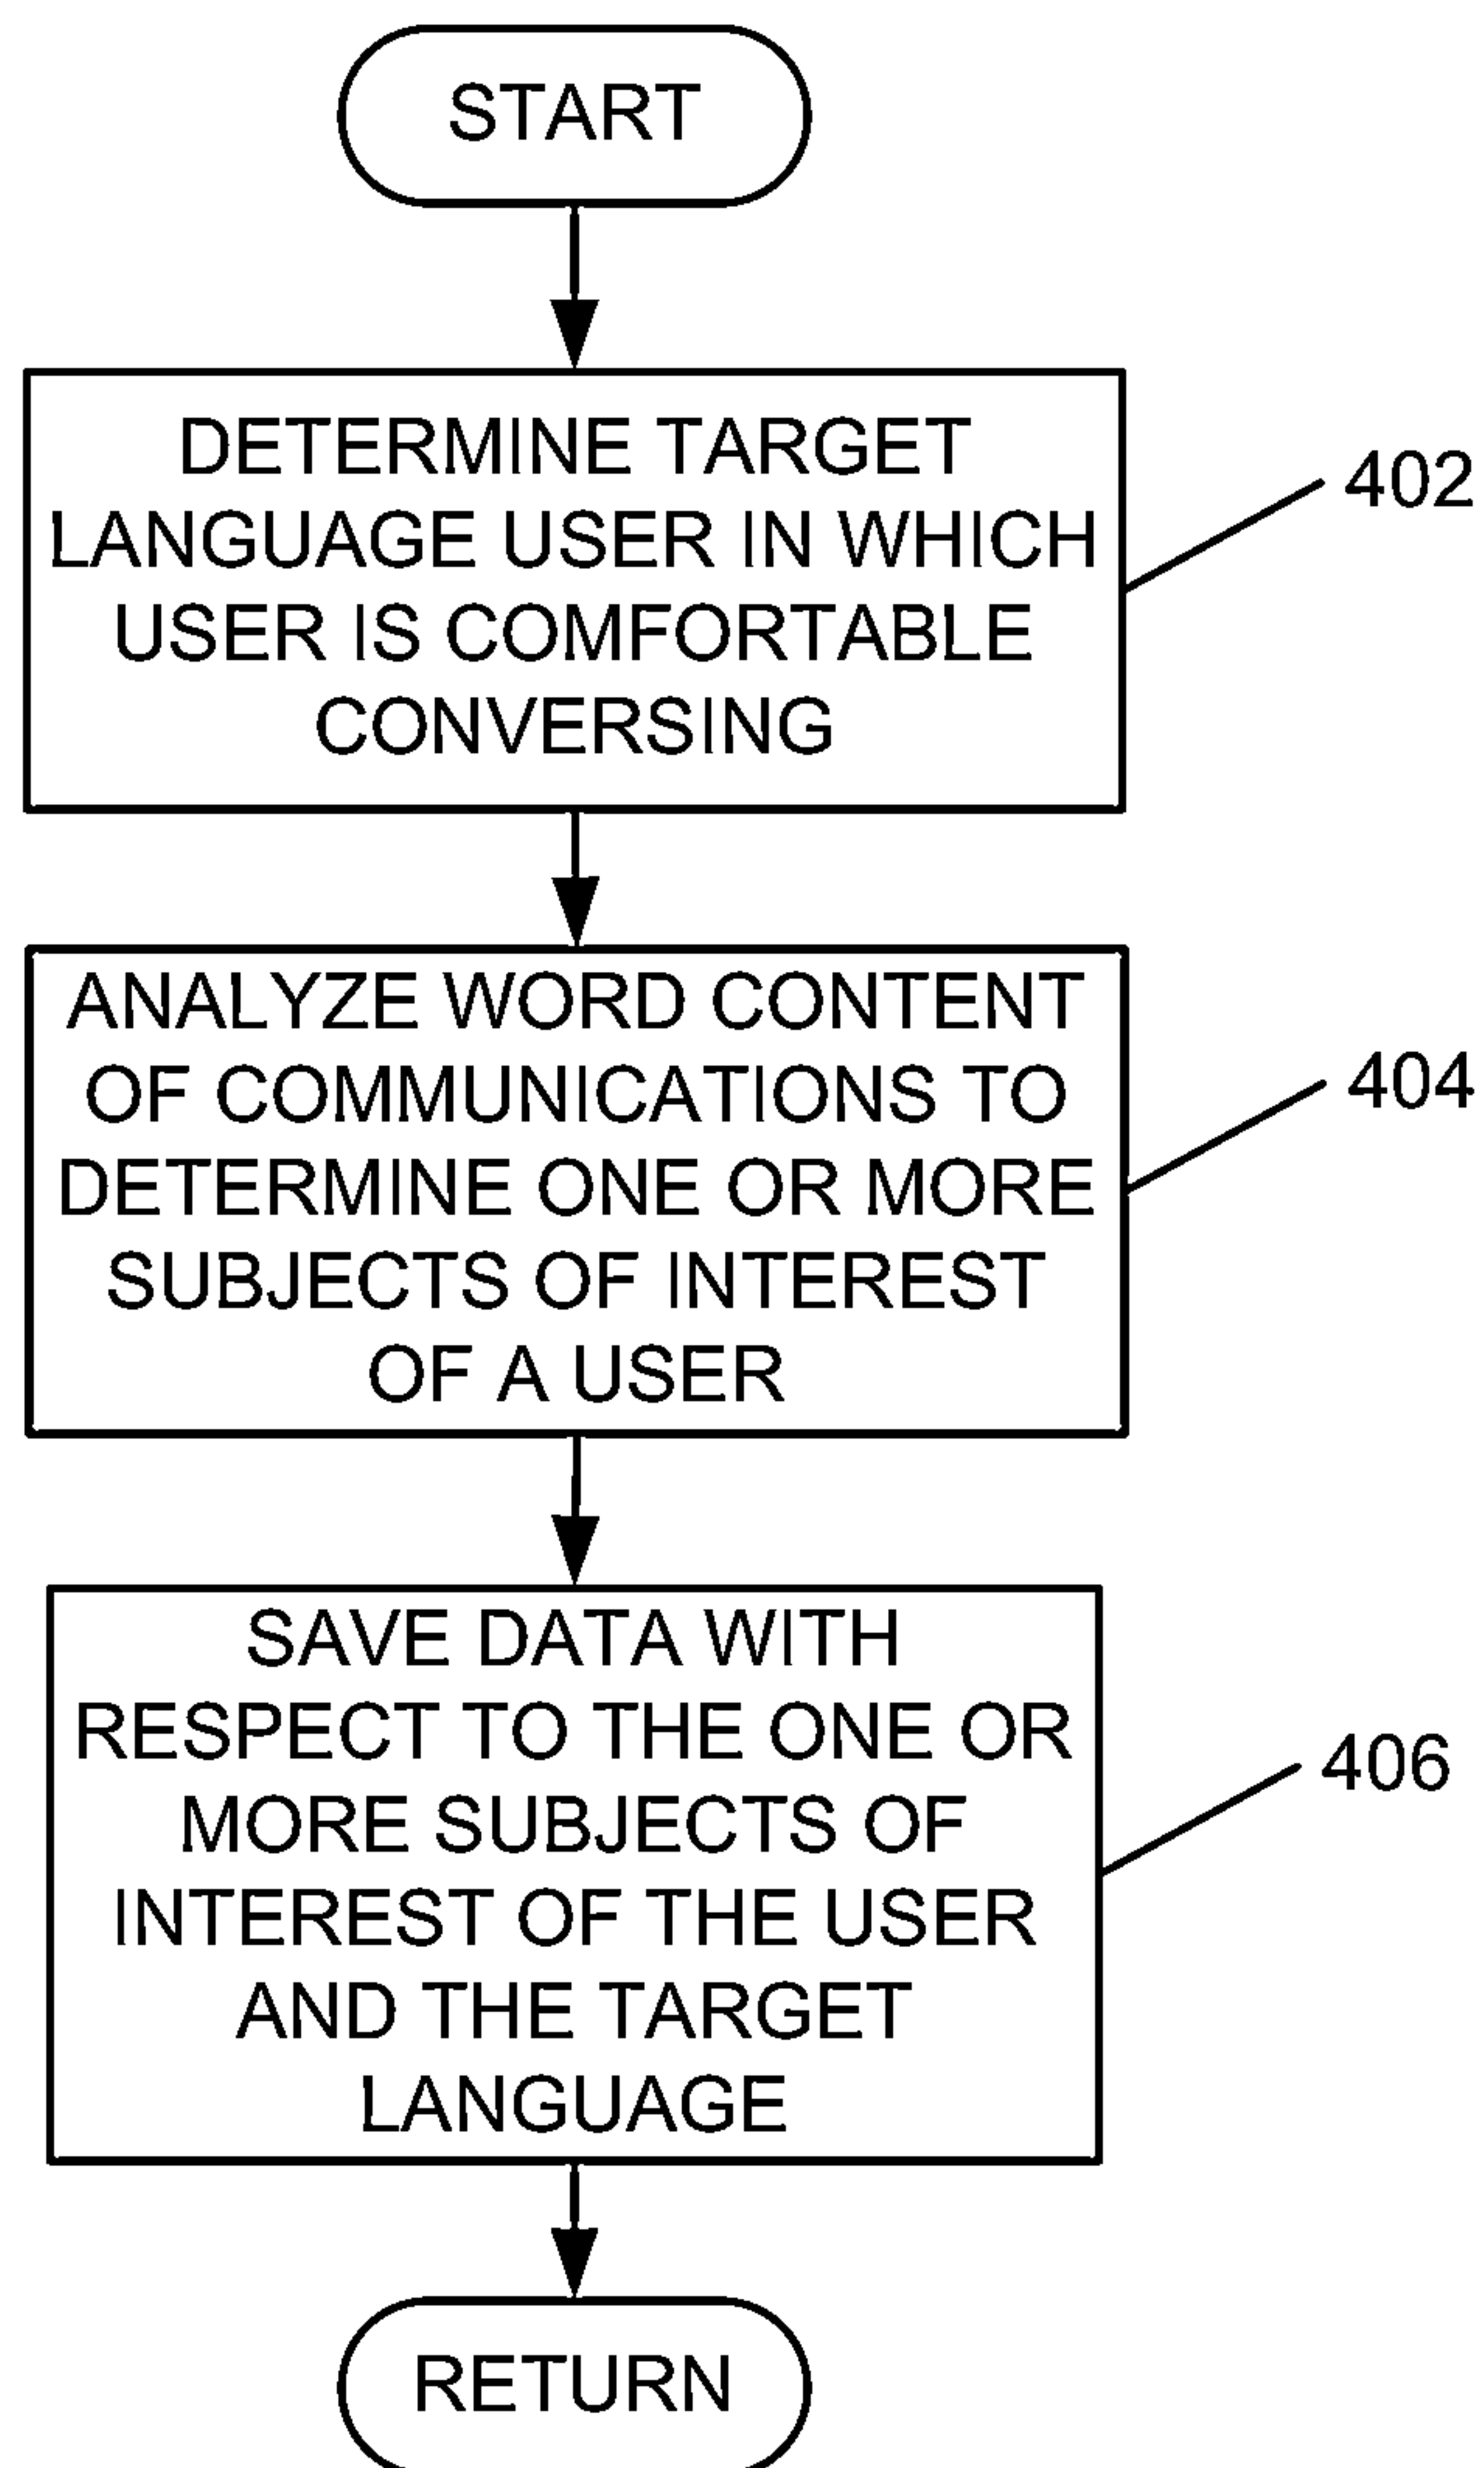 START
DETERMINE TARGET
LANGUAGE USER IN WHICH
USER IS COMFORTABLE
CONVERSING
402
ANALYZE WORD CONTENT
OF COMMUNICATIONS TO
DETERMINE ONE OR MORE
SUBJECTS OF INTEREST
OF A USER
404
SAVE DATA WITH
RESPECT TO THE ONE OR
MORE SUBJECTS OF
INTEREST OF THE USER
AND THE TARGET
LANGUAGE
406
RETURN